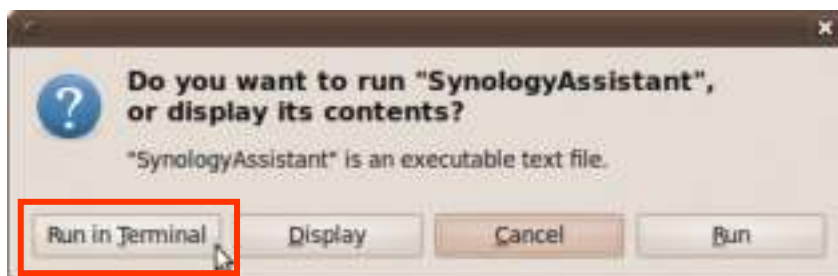 Do you want to run "SynologyAssistant",
or display its contents?
"SynologyAssistant" is an executable text file.
Run in Terminal Display Cancel Run